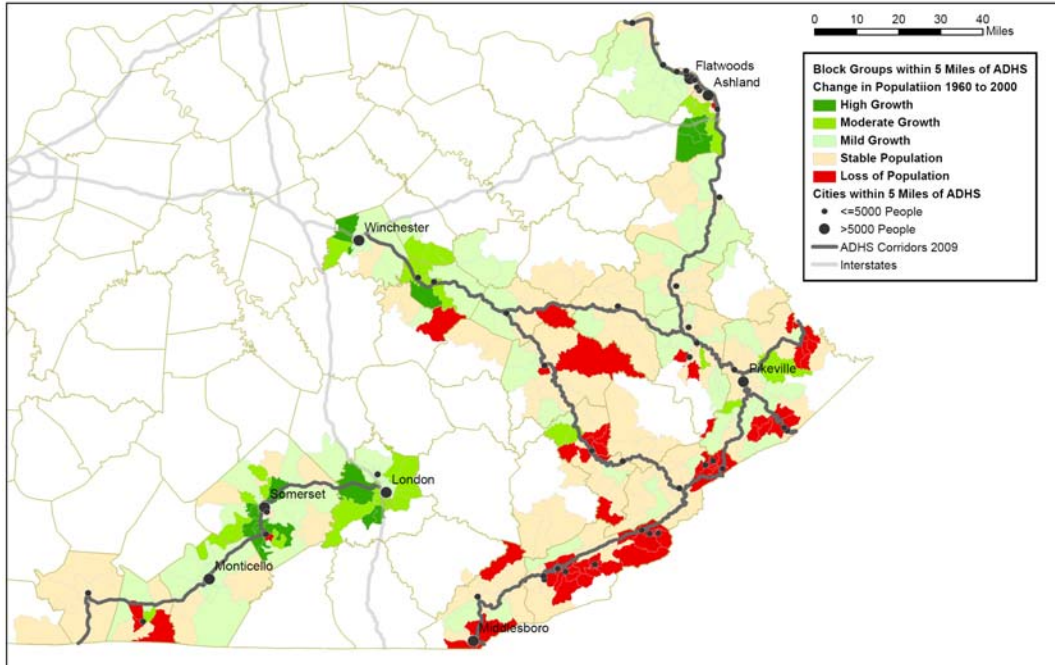 0 10 20 30 40
Miles
Block Groups within 5 Miles of ADHS
Change in Populatiion 1960 to 2000
High Growth
Moderate Growth
Mild Growth
Stable Population
Loss of Population
Cities within 5 Miles of ADHS
<=5000 People
>5000 People
ADHS Corridors 2009
Interstates
Flatwoods
Ashland
Winchester
Pikeville
London
Somerset
Monticello
Middlesboro